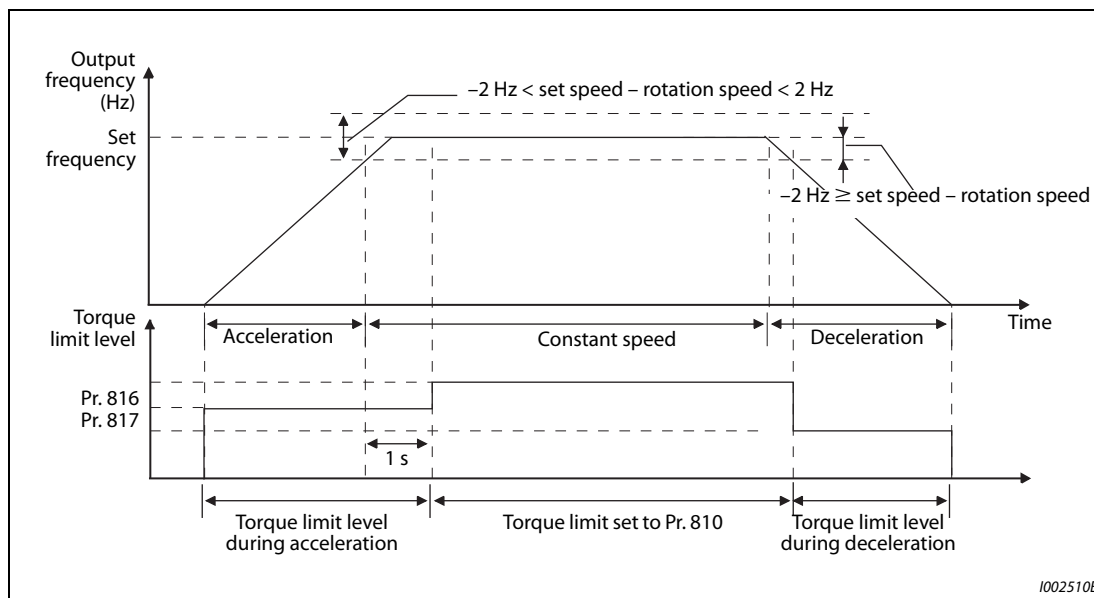 Output
frequency
(Hz)
–2 Hz < set speed – rotation speed < 2 Hz
Set
frequency
–2 Hz ≥ set speed – rotation speed
Torque
limit level
Time
Acceleration
Constant speed
Deceleration
Pr. 816
Pr. 817
1 s
Torque limit level
during acceleration
Torque limit set to Pr. 810
Torque limit level
during deceleration
I002510E